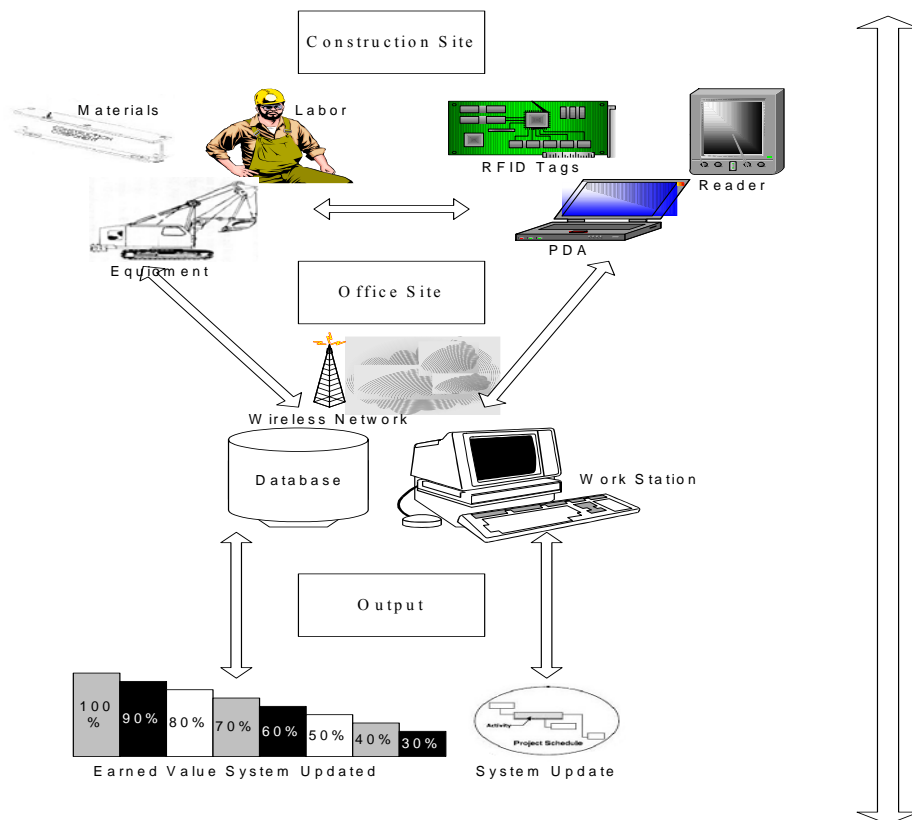 Construction Site
Materials
Labor
RFID Tags
Reader
Equioment
PDA
Office Site
Wireless Network
Database
Work Station
Output
100
%
90%
80%
70%
60%
50%
40%
30%
Activity
Project Schedule
Earned Value System Updated
System Update